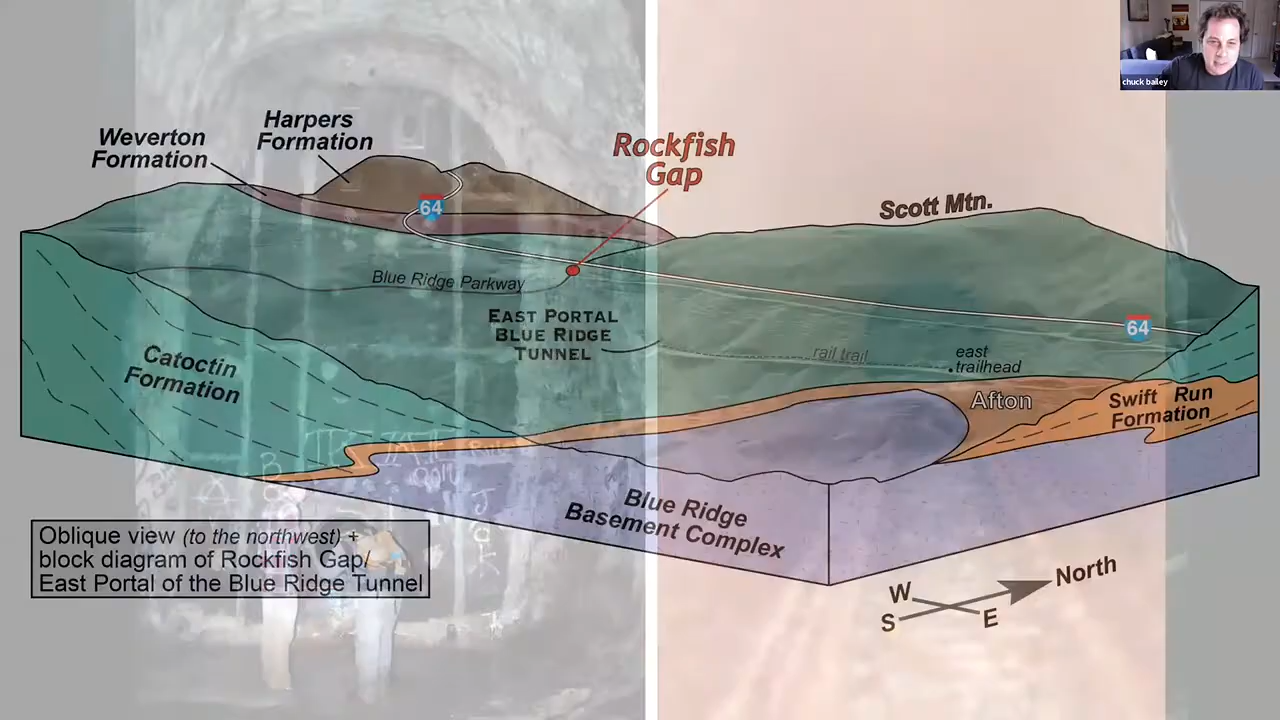 chuck bailey
Harpers
Formation
Weverton
Formation
Rockfish
Gap
64
Scott Mtn.
Blue Ridge Parkway
EAST PORTAL
BLUE RIDGE
TUNNEL
64
rail trail
east
trailhead
Catoctin
Formation
Afton
Swift Run
Formation
Blue Ridge
Basement Complex
Oblique view (to the northwest) +
block diagram of Rockfish Gap/
East Portal of the Blue Ridge Tunnel
North
W
S
E